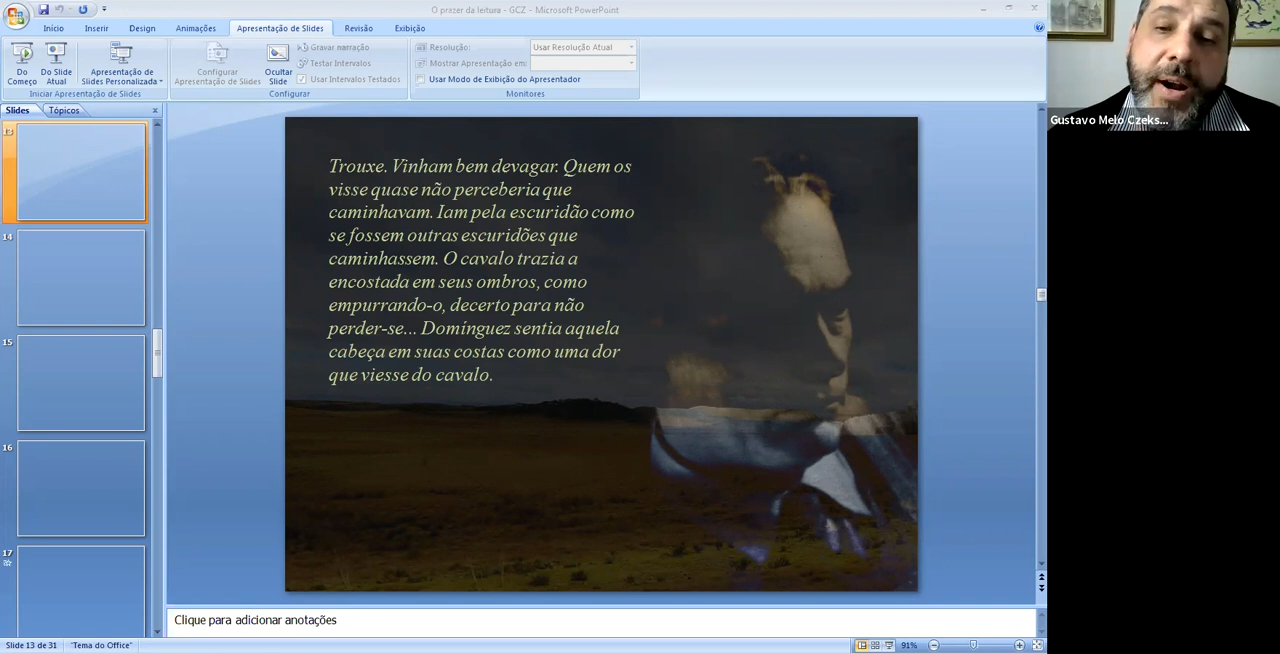 O przer da leitura - GCZ - Microsoft PowerPoint
Início
Inserir
Design
Animações
Apresentação de Slides
Revisão
Exibição
Do Começo
Do Slide Atual
Apresentação de Slides Personalizada
Configurar Apresentação de Slides
Ocultar Slide
Gravar narração
Testar Intervalos
Usar Intervalos Testados
Resolução:
Usar Resolução Atual
Mostrar Apresentação em:
Usar Modo de Exibição do Apresentador
Iniciar Apresentação de Slides
Configurar
Monitores
Slides
Tópicos
13
14
15
16
17
Trouxe. Vinham bem devagar. Quem os
visse quase não perceberia que
caminhavam. Iam pela escuridão como
se fossem outras escuridões que
caminhassem. O cavalo trazia a
encostada em seus ombros, como
empurrando-o, decerto para não
perder-se... Domínguez sentia aquela
cabeça em suas costas como uma dor
que viesse do cavalo.
Clique para adicionar anotações
Slide 13 de 31
"Tema do Office"
91%
Gustavo Melo Czeks...